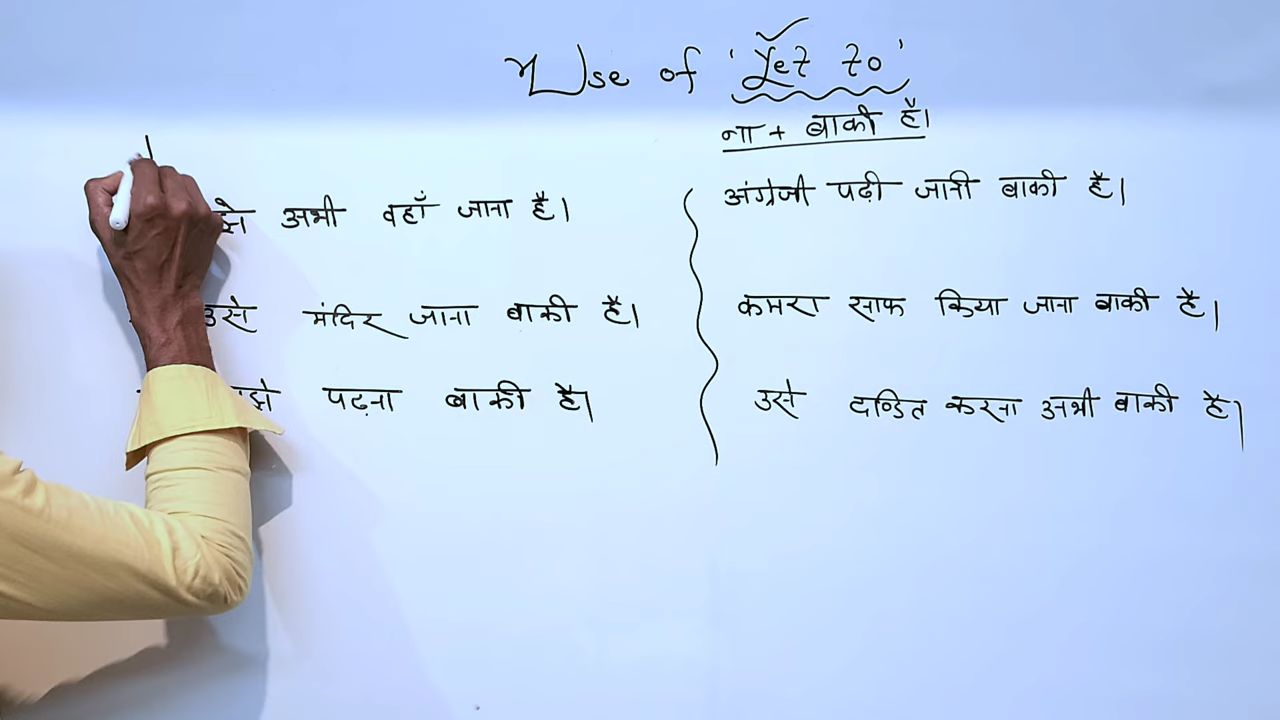 Use of 'Yet to'
ना + बाकी है।
अभी वहाँ जाना है।
उसे मंदिर जाना बाकी है।
पढ़ना बाकी है।
अंग्रेजी पढ़ी जानी बाकी है।
कमरा साफ किया जाना बाकी है।
उसे दण्डित करना अभी बाकी है।